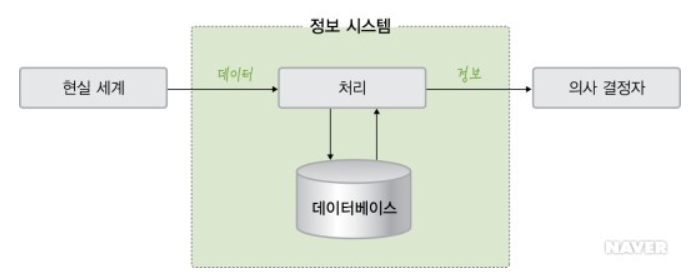 정보 시스템
현실 세계
데이터
처리
정보
의사 결정자
데이터베이스
NAVER